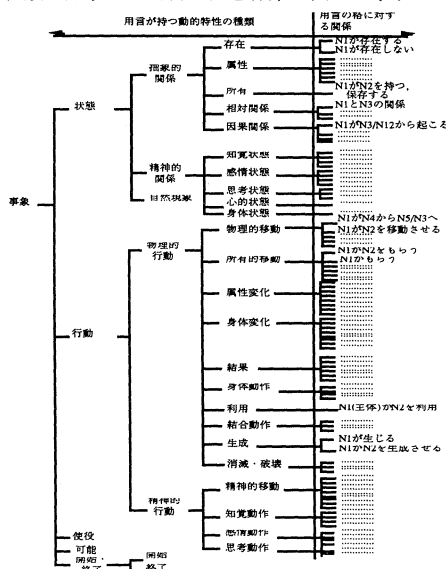 用言が持つ動的特性の種類
用言の格に対す
る関係
事象
状態
抽象的
関係
存在
N1が存在する
N1が存在しない
属性
所有
N1がN2を持つ,
保存する
相対関係
N1とN3の関係
因果関係
N1がN3/N12から起こる
精神的
関係
知覚状態
感情状態
思考状態
自然現象
心的状態
身体状態
行動
物理的
行動
物理的移動
N1がN4からN5/N3へ
N1がN2を移動させる
所有的移動
N1がN2をもらう
N1がもらう
属性変化
身体変化
結果
身体動作
利用
N1(主体)がN2を利用
結合動作
生成
N1が生じる
N1がN2を生成させる
消滅・破壊
精神的
行動
精神的移動
知覚動作
感情動作
思考動作
使役
可能
開始・
終了
開始
終了